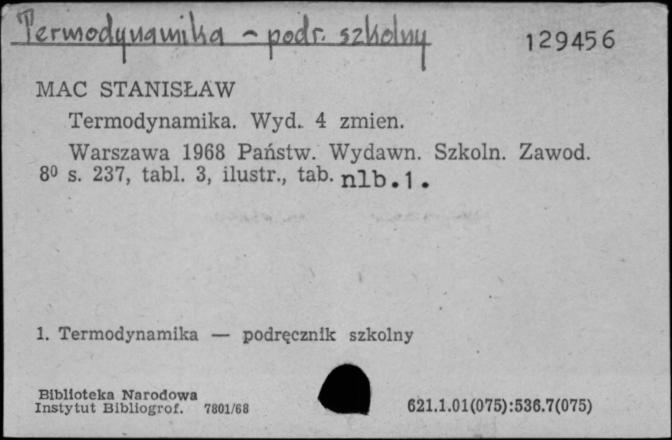 Termodynamika - podr. szkolny
129456
MAC STANISŁAW
Termodynamika. Wyd. 4 zmien.
Warszawa 1968 Państw. Wydawn. Szkoln. Zawod.
8⁰ s. 237, tabl. 3, ilustr., tab. nlb.1.
1. Termodynamika — podręcznik szkolny
Biblioteka Narodowa
Instytut Bibliogrof. 7801/68
621.1.01(075):536.7(075)